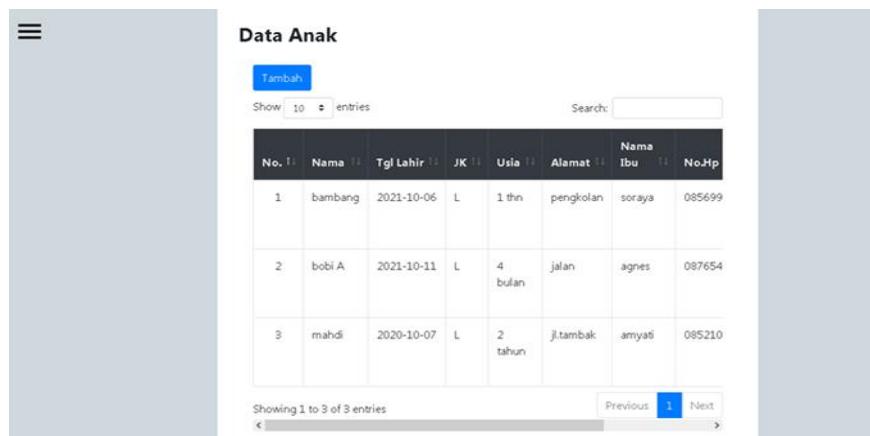 Data Anak
Tambah
Show 10 entries Search:
No. Nama Tgl Lahir JK Usia Alamat Nama Ibu No.Hp
1 bambang 2021-10-06 L 1 thn pengkolan soraya 085699
2 bobi A 2021-10-11 L 4 bulan jalan agnes 087654
3 mahdi 2020-10-07 L 2 tahun jl.tambak amyati 085210
Showing 1 to 3 of 3 entries Previous 1 Next